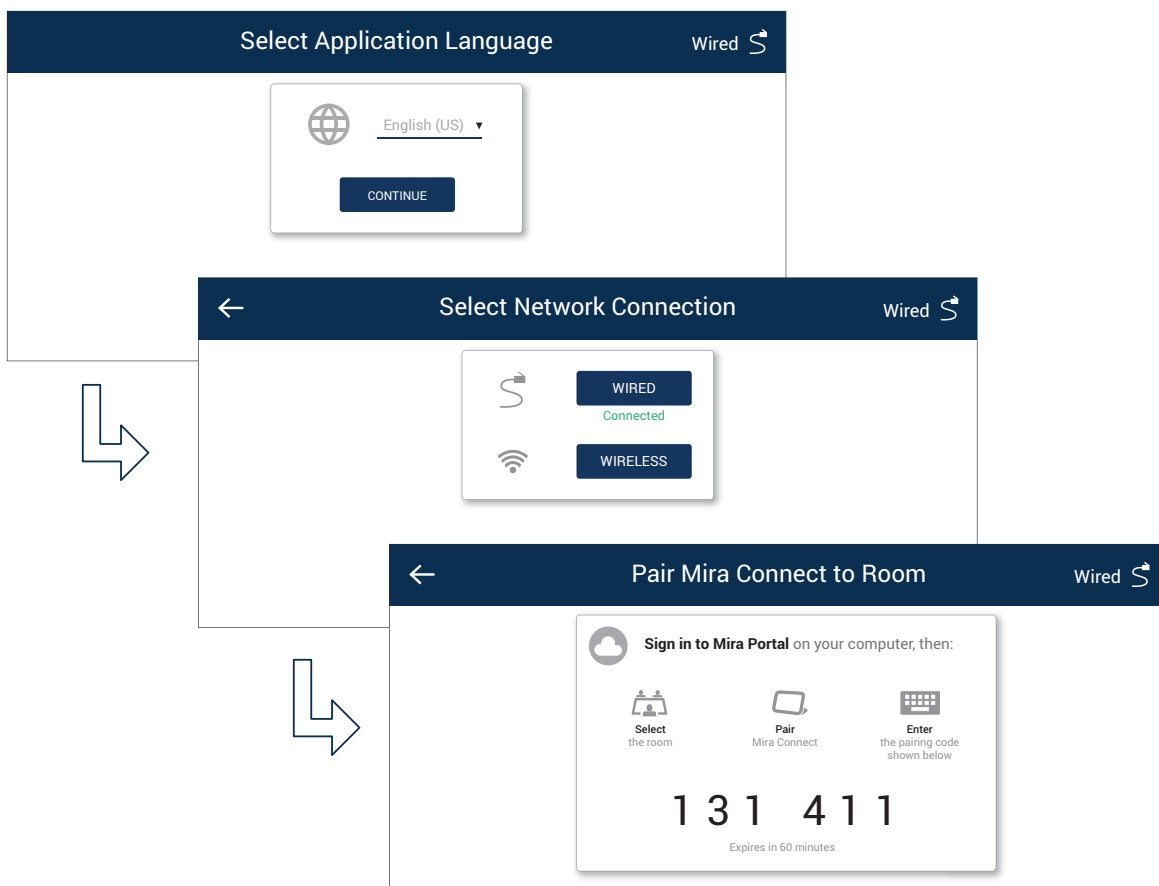 Select Application Language
Wired
English (US)
CONTINUE
Select Network Connection
Wired
WIRED
Connected
WIRELESS
Pair Mira Connect to Room
Wired
Sign in to Mira Portal on your computer, then:
Select
the room
Pair
Mira Connect
Enter
the pairing code
shown below
131 411
Expires in 60 minutes